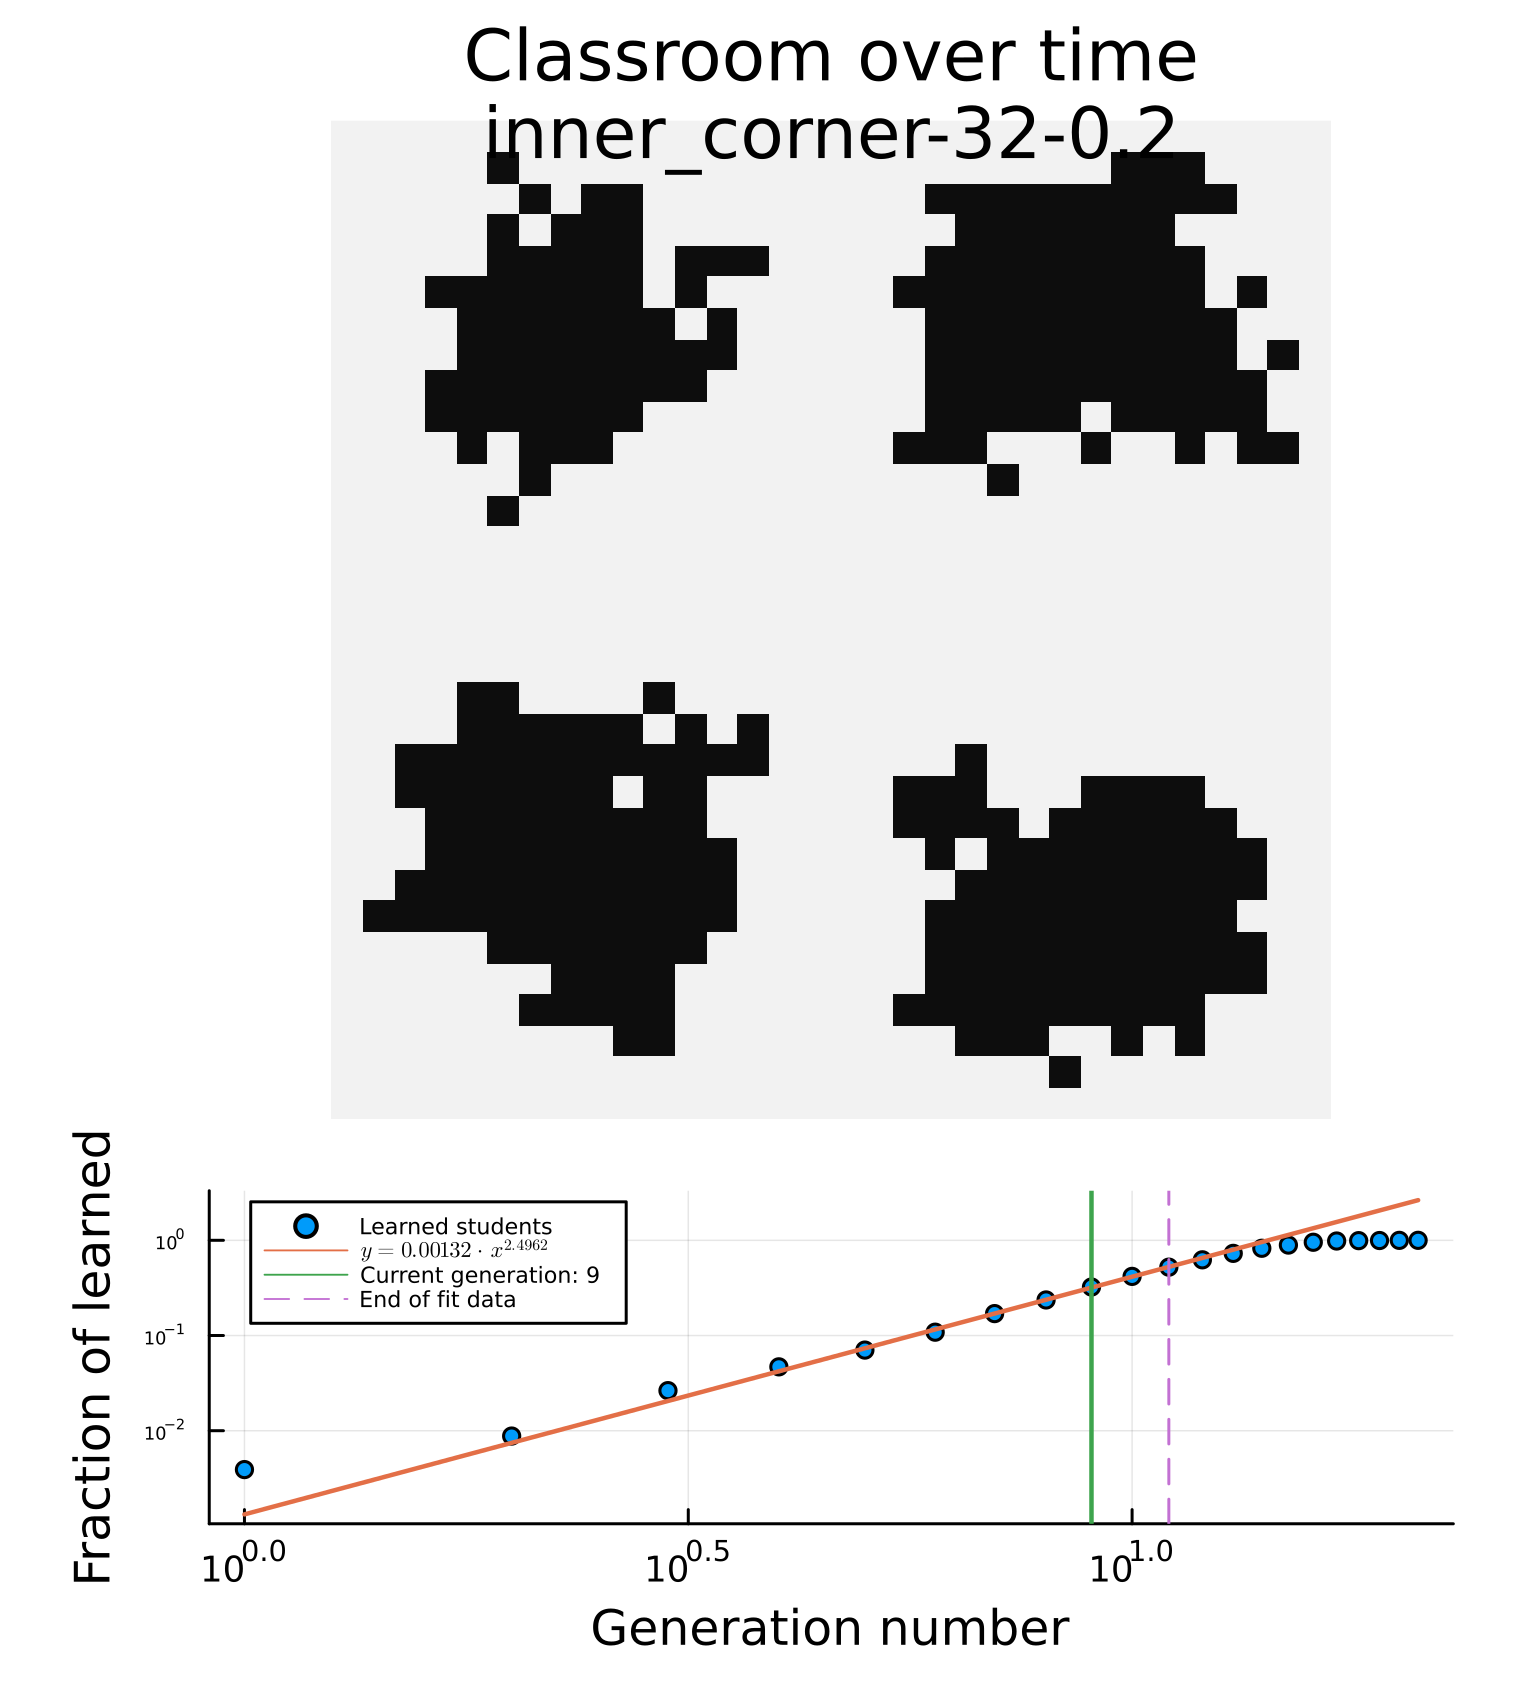 Classroom over time
inner_corner-32-0.2
Fraction of learned
10⁰
10⁻¹
10⁻²
Learned students
y = 0.00132 · x^2.4962
Current generation: 9
End of fit data
10^0.0
10^0.5
10^1.0
Generation number